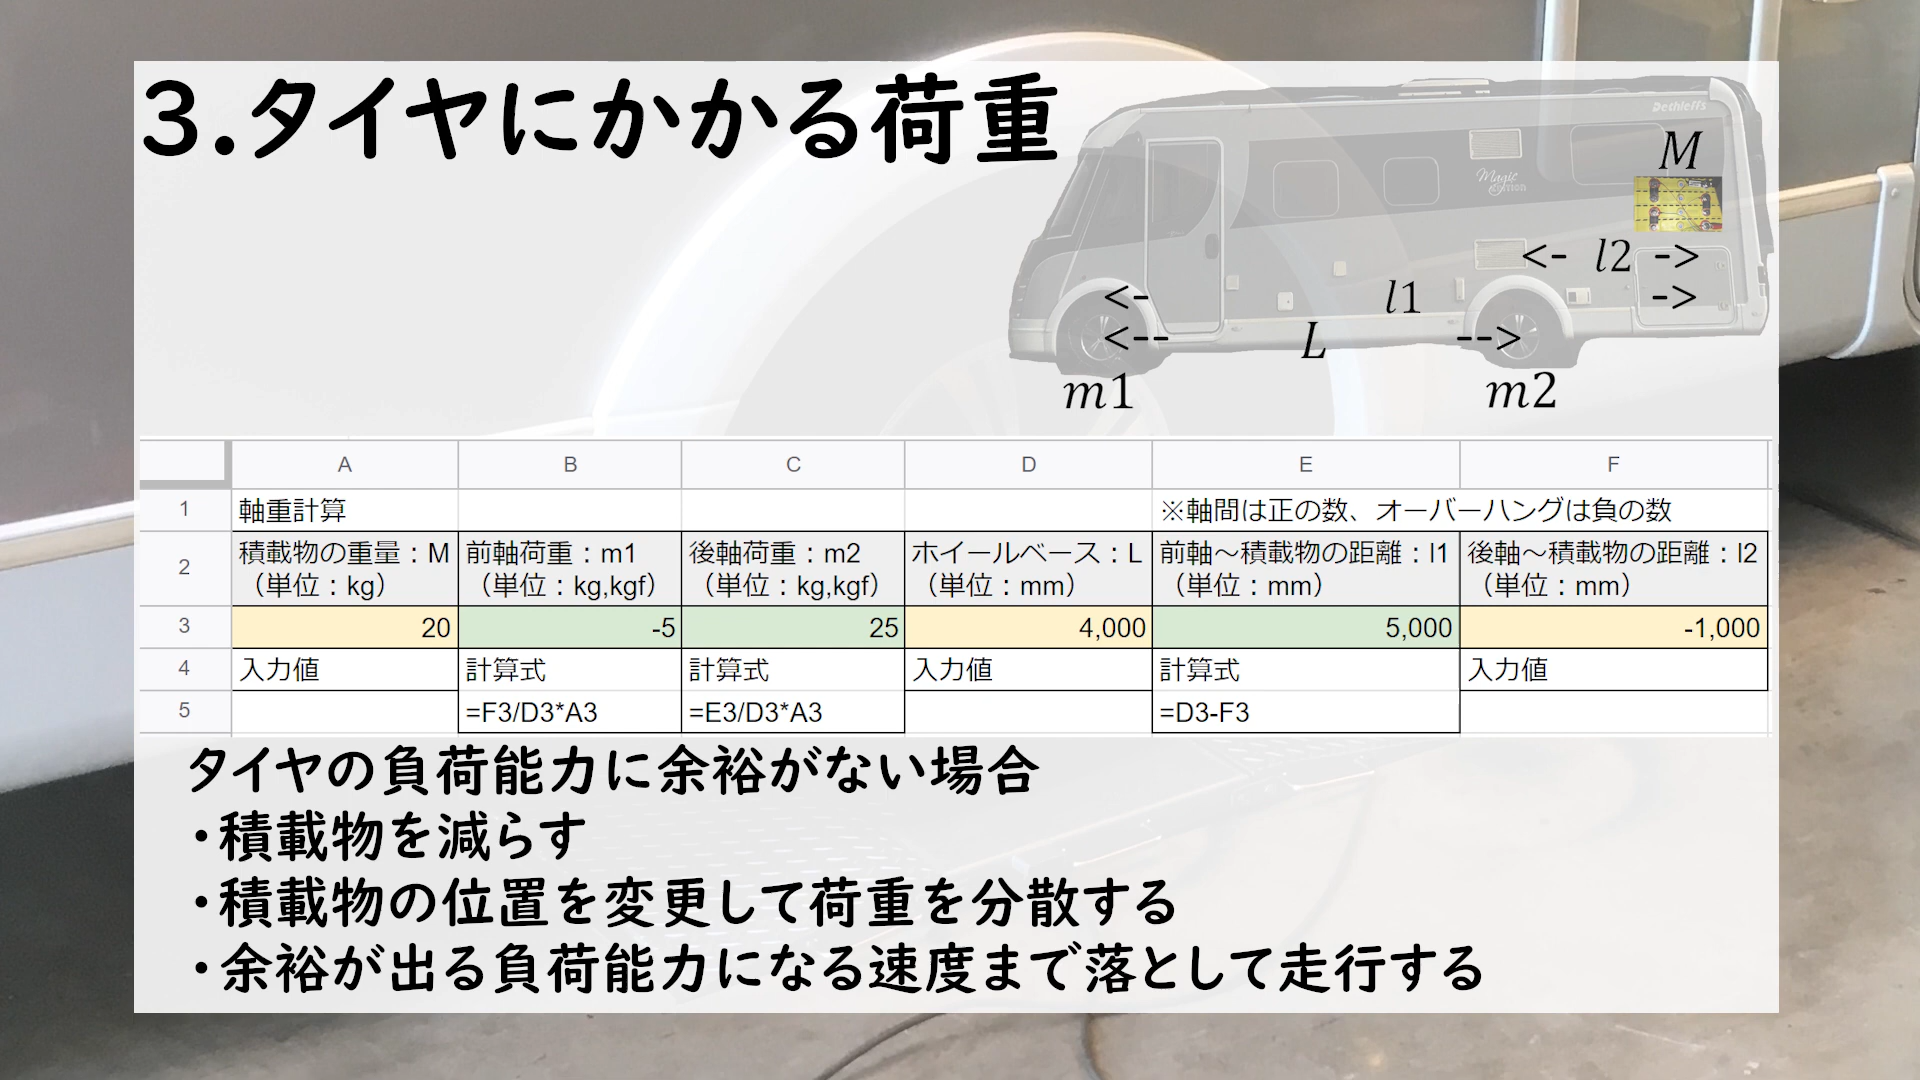 3.タイヤにかかる荷重
Dethleffs
Magic
Edition
M
<- l2 ->
<- l1 ->
<-- L -->
m1 m2
A B C D E F
1 軸重計算 ※軸間は正の数、オーバーハングは負の数
2 積載物の重量：M 前軸荷重：m1 後軸荷重：m2 ホイールベース：L 前軸～積載物の距離：l1 後軸～積載物の距離：l2
（単位：kg） （単位：kg,kgf） （単位：kg,kgf） （単位：mm） （単位：mm） （単位：mm）
3 20 -5 25 4,000 5,000 -1,000
4 入力値 計算式 計算式 入力値 計算式 入力値
5 =F3/D3*A3 =E3/D3*A3 =D3-F3
タイヤの負荷能力に余裕がない場合
・積載物を減らす
・積載物の位置を変更して荷重を分散する
・余裕が出る負荷能力になる速度まで落として走行する